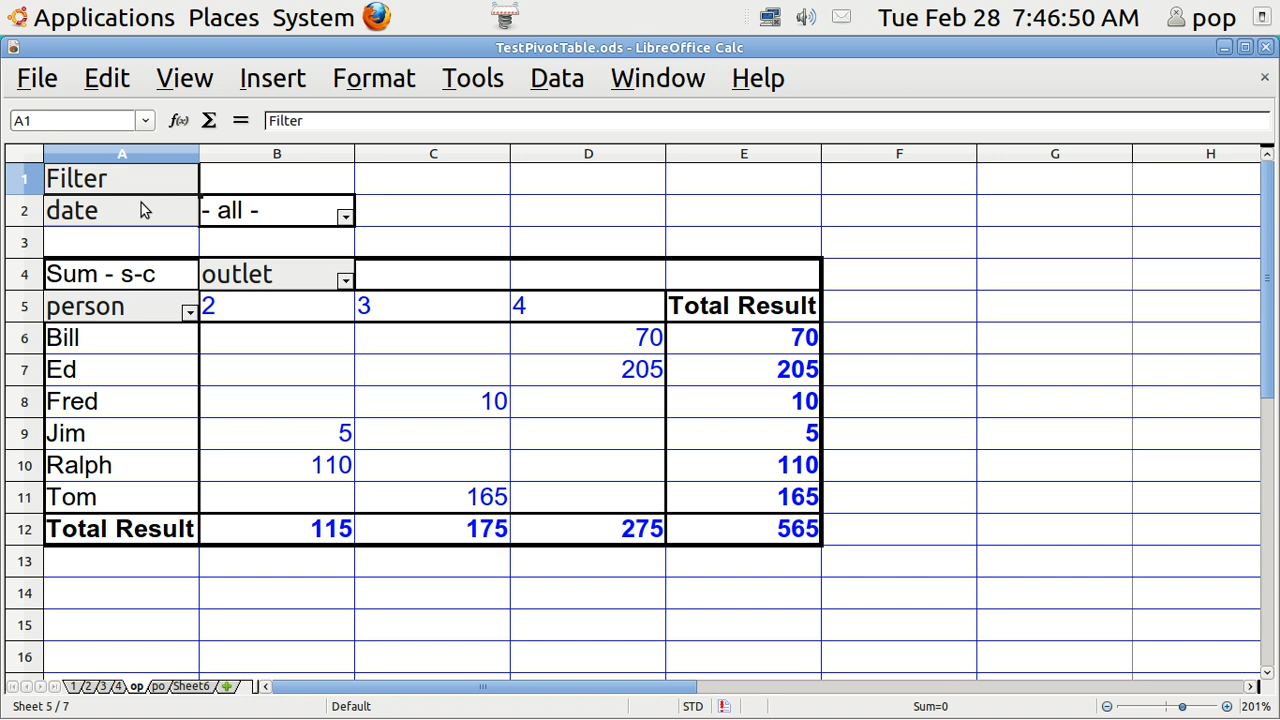 Applications Places System Tue Feb 28 7:46:50 AM pop
TestPivotTable.ods - LibreOffice Calc
File Edit View Insert Format Tools Data Window Help
A1 f(x) Σ = Filter
A B C D E F G H
1 Filter
2 date - all -
3
4 Sum - s-c outlet
5 person 2 3 4 Total Result
6 Bill 70 70
7 Ed 205 205
8 Fred 10 10
9 Jim 5 5
10 Ralph 110 110
11 Tom 165 165
12 Total Result 115 175 275 565
13
14
15
16
1 2 3 4 op po Sheet6
Sheet 5 / 7 Default STD Sum=0 201%